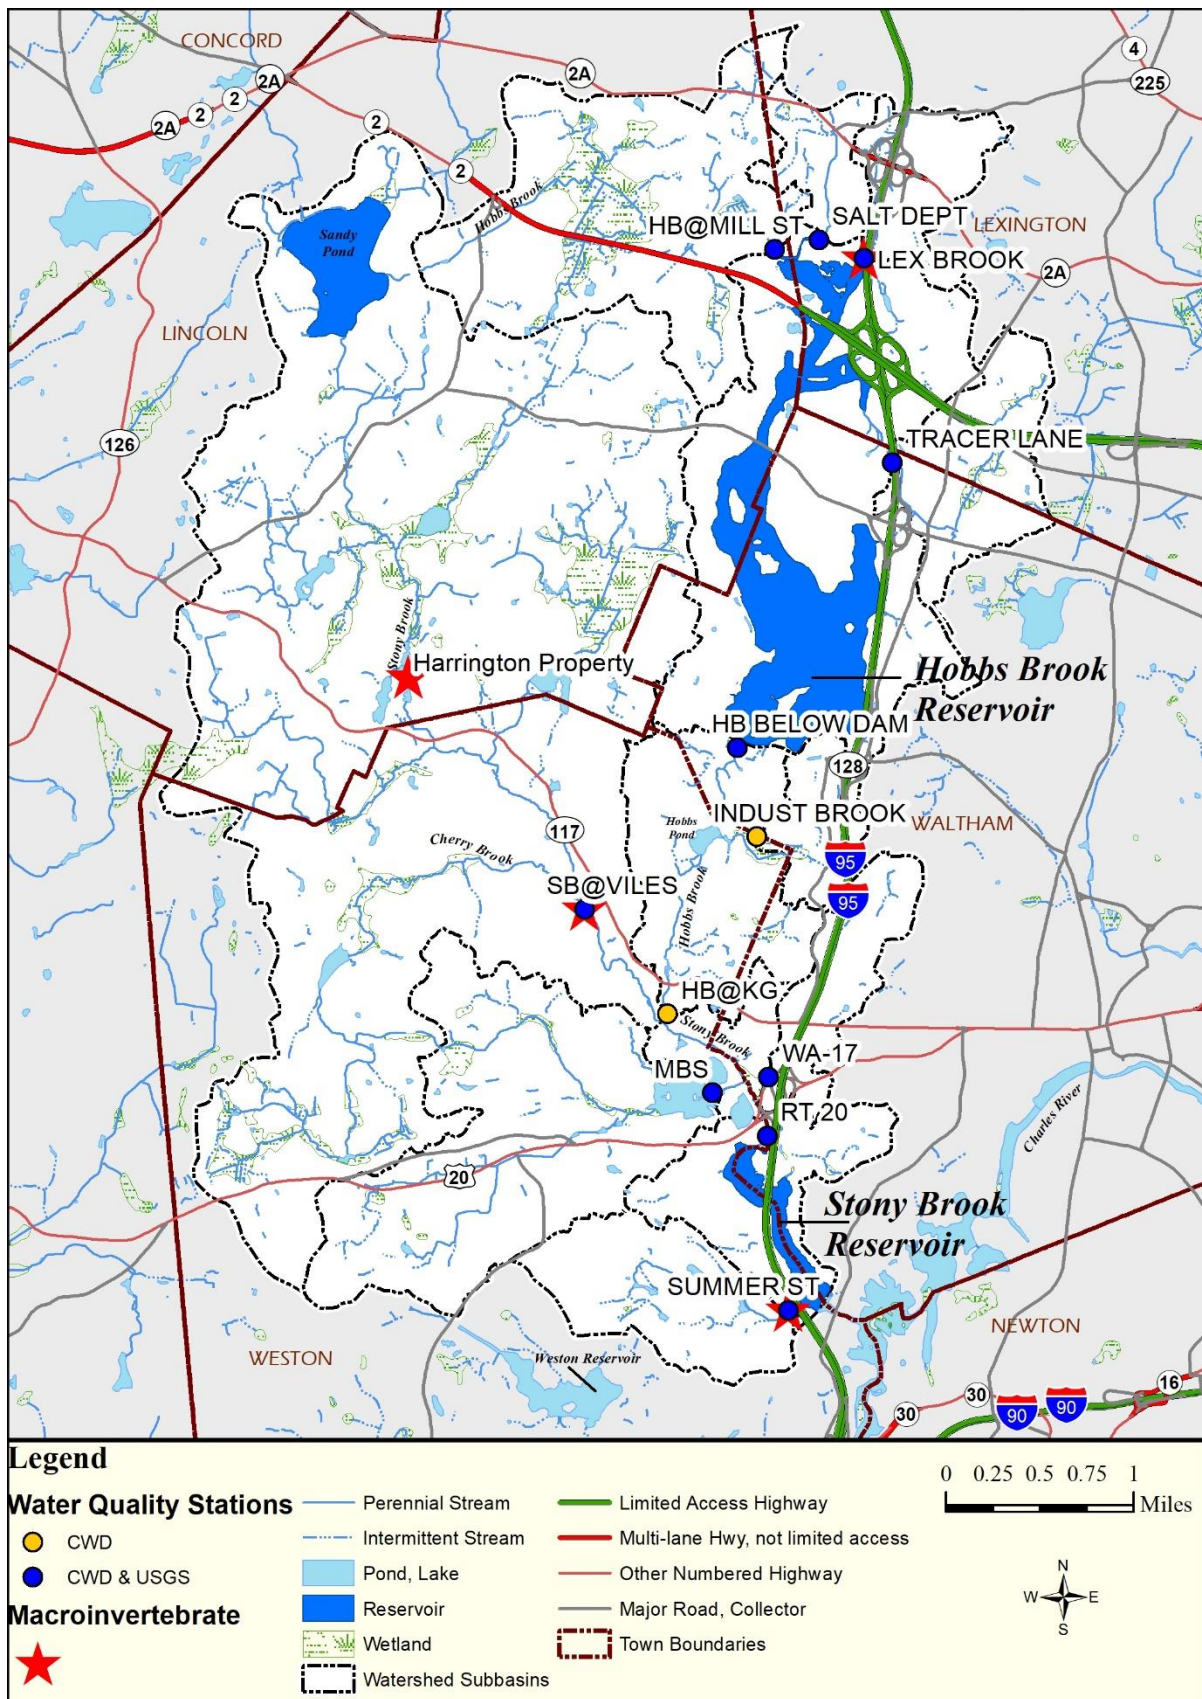 CONCORD
2A
4
2A
225
2
2
2A
2
2
Hobbs Brook
SALT DEPT
HB@MILL ST
LEXINGTON
Sandy
Pond
LEX BROOK
2A
LINCOLN
126
TRACER LANE
Stony Brook
Harrington Property
Hobbs Brook
Reservoir
HB BELOW DAM
128
INDUST BROOK
WALTHAM
Hobbs
Pond
117
Cherry Brook
95
SB@VILES
95
Hobbs Brook
HB@KG
Stony Brook
WA-17
MBS
RT 20
Charles River
20
Stony Brook
Reservoir
SUMMER ST
NEWTON
WESTON
Weston Reservoir
30
16
30
90
90
Legend
Water Quality Stations
CWD
CWD & USGS
Macroinvertebrate
Perennial Stream
Intermittent Stream
Pond, Lake
Reservoir
Wetland
Watershed Subbasins
Limited Access Highway
Multi-lane Hwy, not limited access
Other Numbered Highway
Major Road, Collector
Town Boundaries
0 0.25 0.5 0.75 1
Miles
N
W E
S